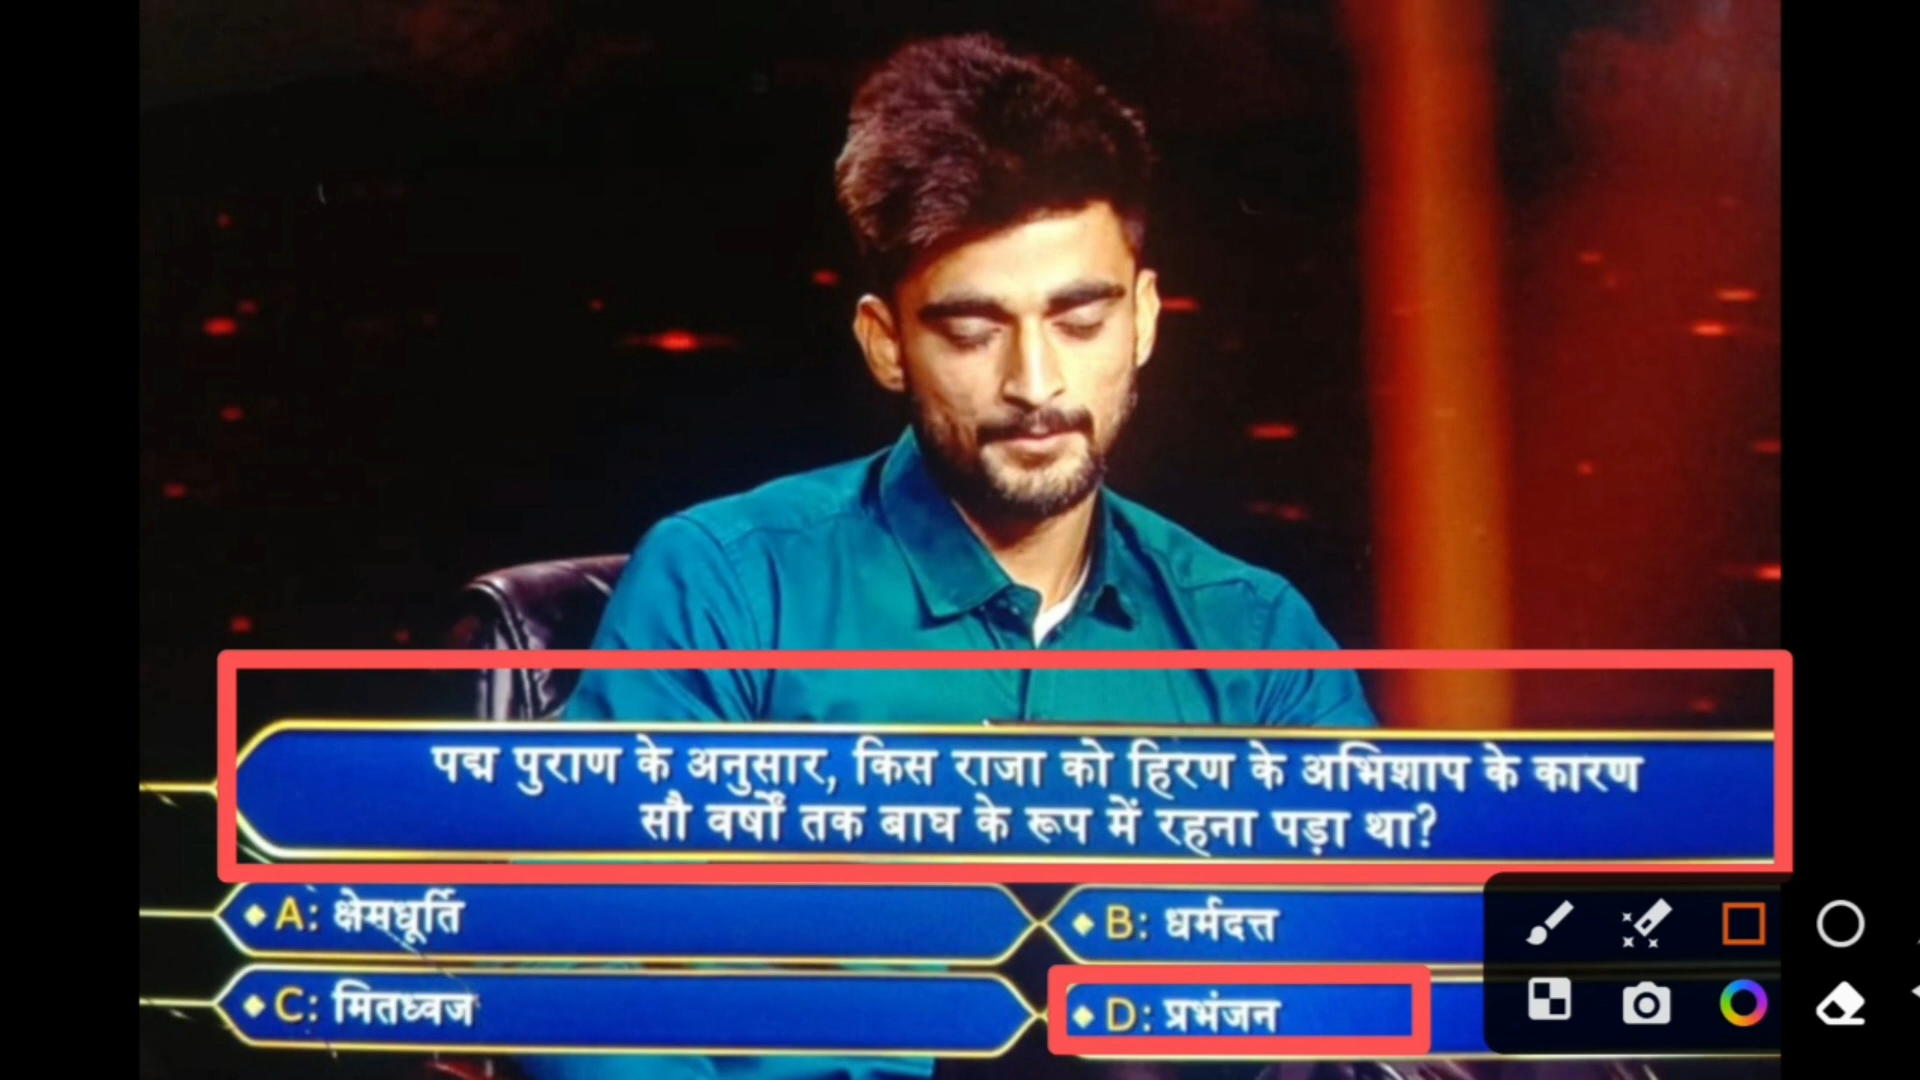 पद्म पुराण के अनुसार, किस राजा को हिरण के अभिशाप के कारण
सौ वर्षों तक बाघ के रूप में रहना पड़ा था?
A: क्षेमधूर्ति
B: धर्मदत्त
C: मितध्वज
D: प्रभंजन